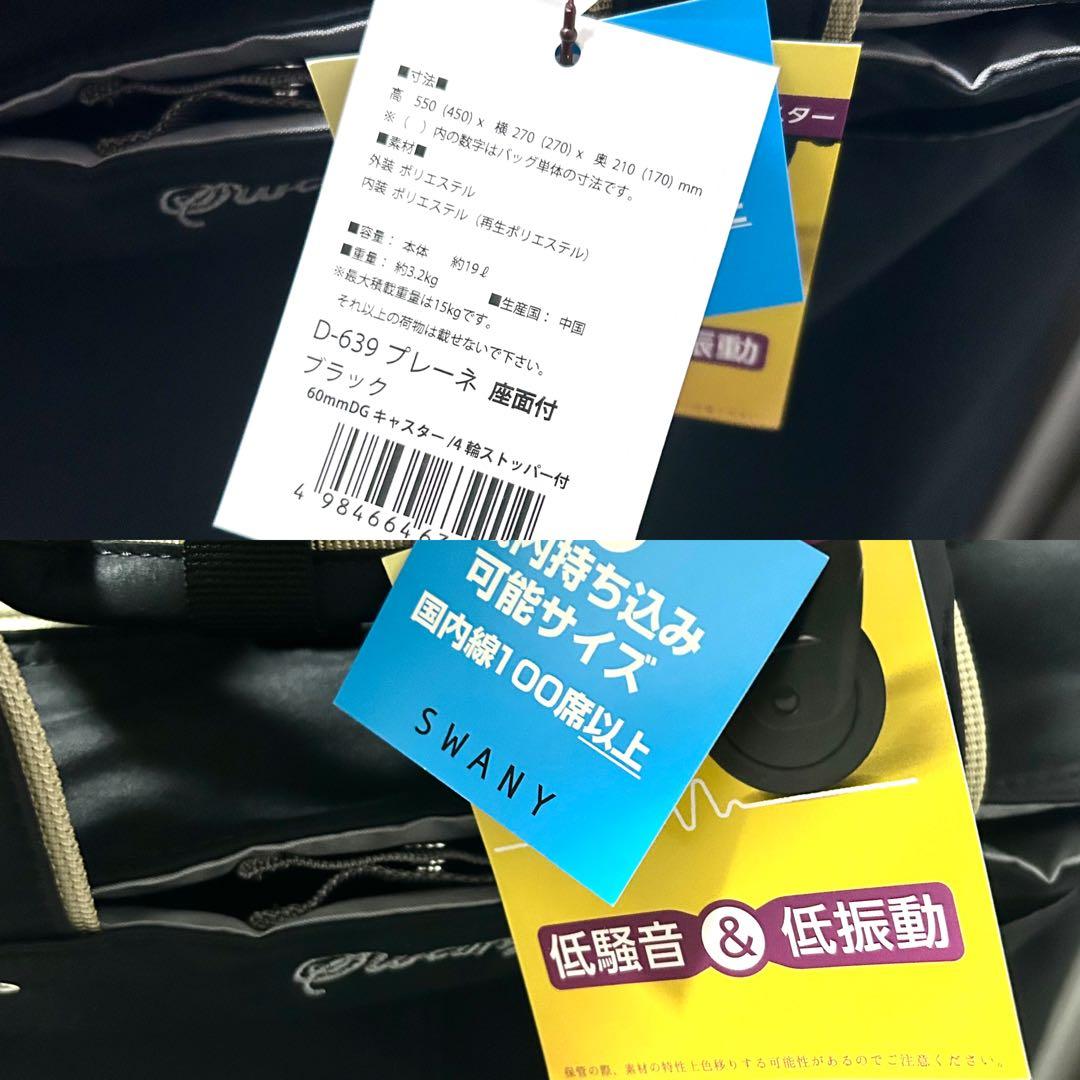 ■寸法■
高 550 (450) x 横 270 (270) x 奥 210 (170) mm
※( )内の数字はバッグ単体の寸法です。
■素材■
外装 ポリエステル
内装 ポリエステル（再生ポリエステル）
■容量： 本体 約19ℓ
■重量： 約3.2kg ■生産国： 中国
※最大積載重量は15kgです。
それ以上の荷物は載せないで下さい。
D-639 プレーネ 座面付
ブラック
60mmDG キャスター /4 輪ストッパー付
4 984664
スター
振動
内持ち込み
可能サイズ
国内線100席以上
SWANY
低騒音 & 低振動
保管の際、素材の特性上色移りする可能性があるのでご注意ください。